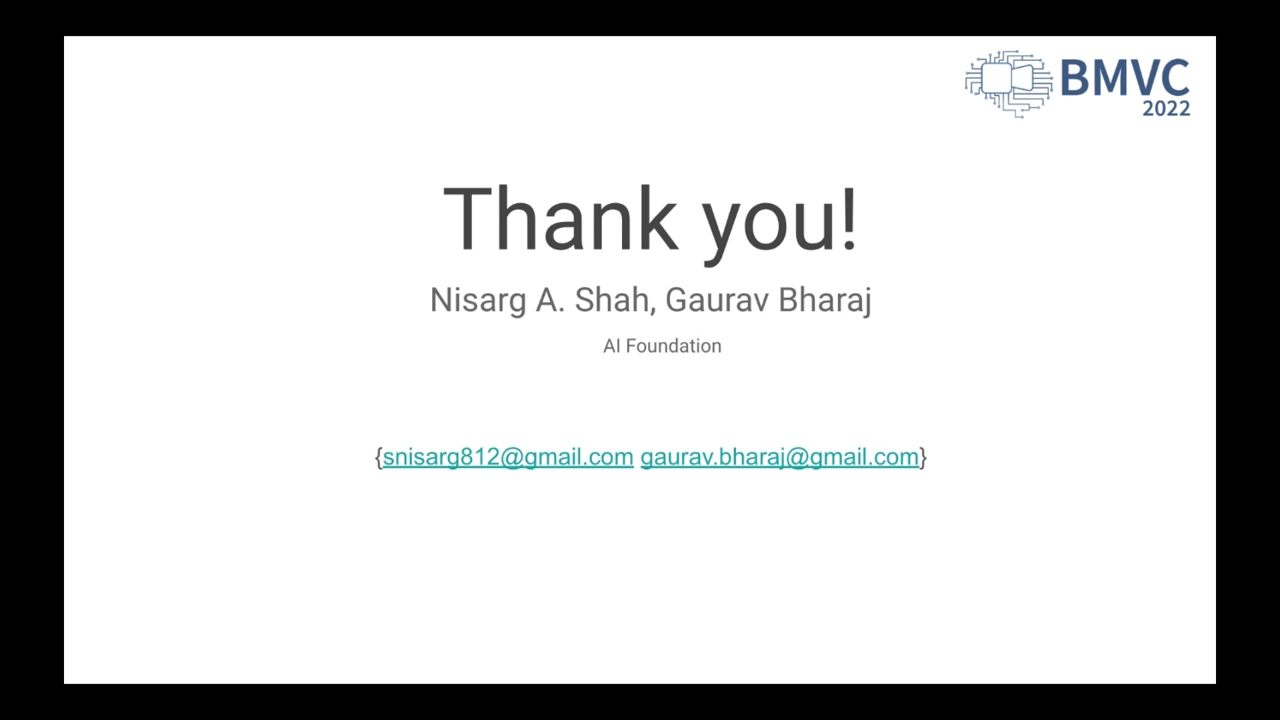 BMVC
2022
Thank you!
Nisarg A. Shah, Gaurav Bharaj
AI Foundation
{snisarg812@gmail.com gaurav.bharaj@gmail.com}